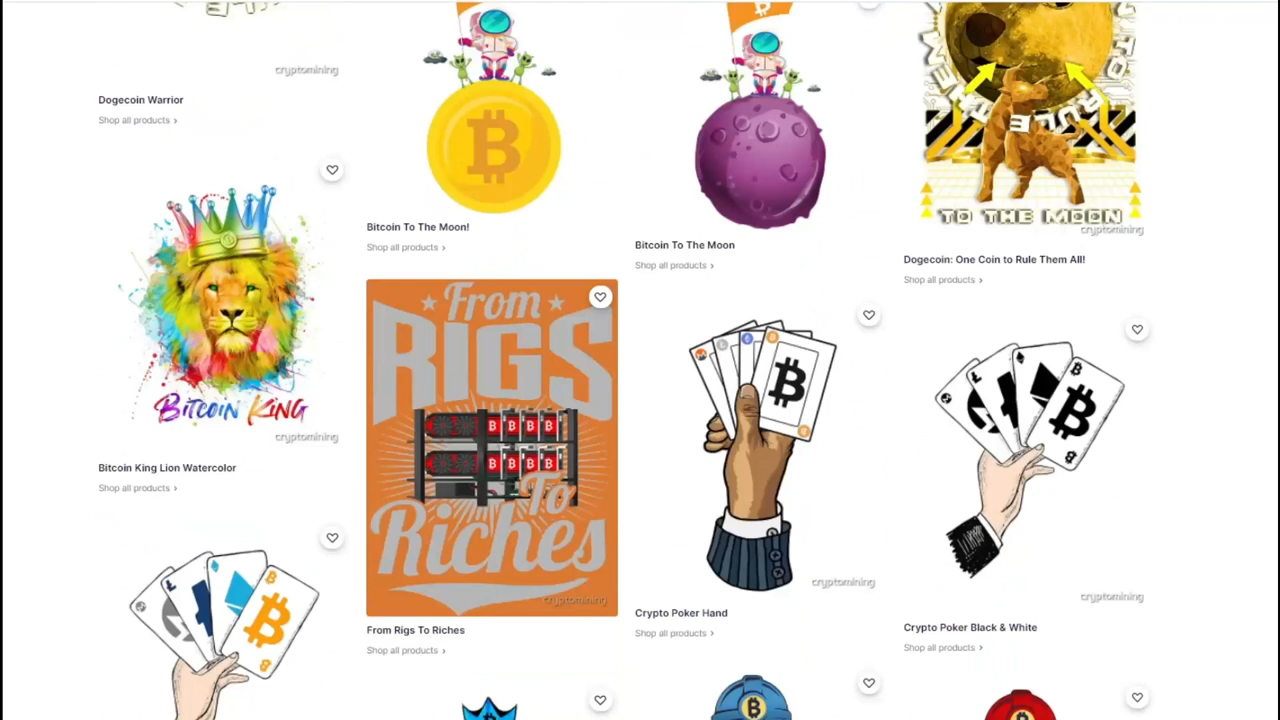 cryptomining
Dogecoin Warrior
Shop all products ›
BITCOIN KING
cryptomining
Bitcoin King Lion Watercolor
Shop all products ›
Bitcoin To The Moon!
Shop all products ›
From
RIGS
To
Riches
cryptomining
From Rigs To Riches
Shop all products ›
Bitcoin To The Moon
Shop all products ›
cryptomining
Crypto Poker Hand
Shop all products ›
TO RULE THEM
TO THE MOON
cryptomining
Dogecoin: One Coin to Rule Them All!
Shop all products ›
cryptomining
Crypto Poker Black & White
Shop all products ›